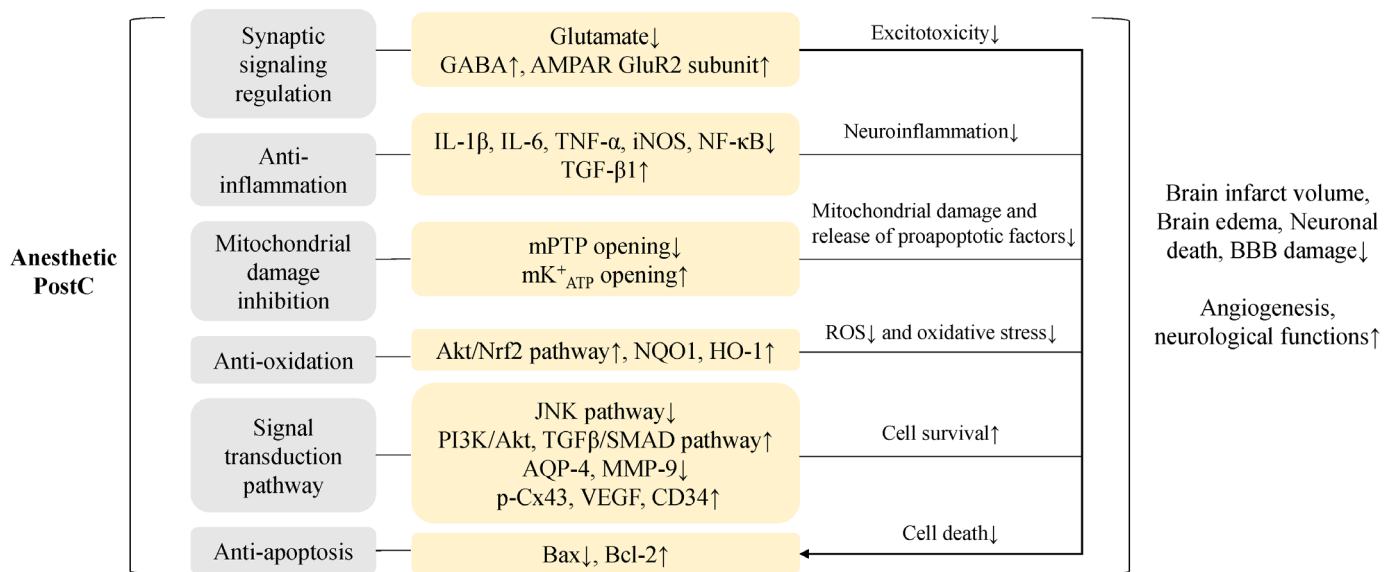 Anesthetic
PostC
Synaptic
signaling
regulation
Glutamate↓
GABA↑, AMPAR GluR2 subunit↑
Excitotoxicity↓
Anti-
inflammation
IL-1β, IL-6, TNF-α, iNOS, NF-κB↓
TGF-β1↑
Neuroinflammation↓
Mitochondrial
damage
inhibition
mPTP opening↓
mK⁺ATP opening↑
Mitochondrial damage and
release of proapoptotic factors↓
Anti-oxidation
Akt/Nrf2 pathway↑, NQO1, HO-1↑
ROS↓ and oxidative stress↓
Signal
transduction
pathway
JNK pathway↓
PI3K/Akt, TGFβ/SMAD pathway↑
AQP-4, MMP-9↓
p-Cx43, VEGF, CD34↑
Cell survival↑
Anti-apoptosis
Bax↓, Bcl-2↑
Cell death↓
Brain infarct volume,
Brain edema, Neuronal
death, BBB damage↓
Angiogenesis,
neurological functions↑